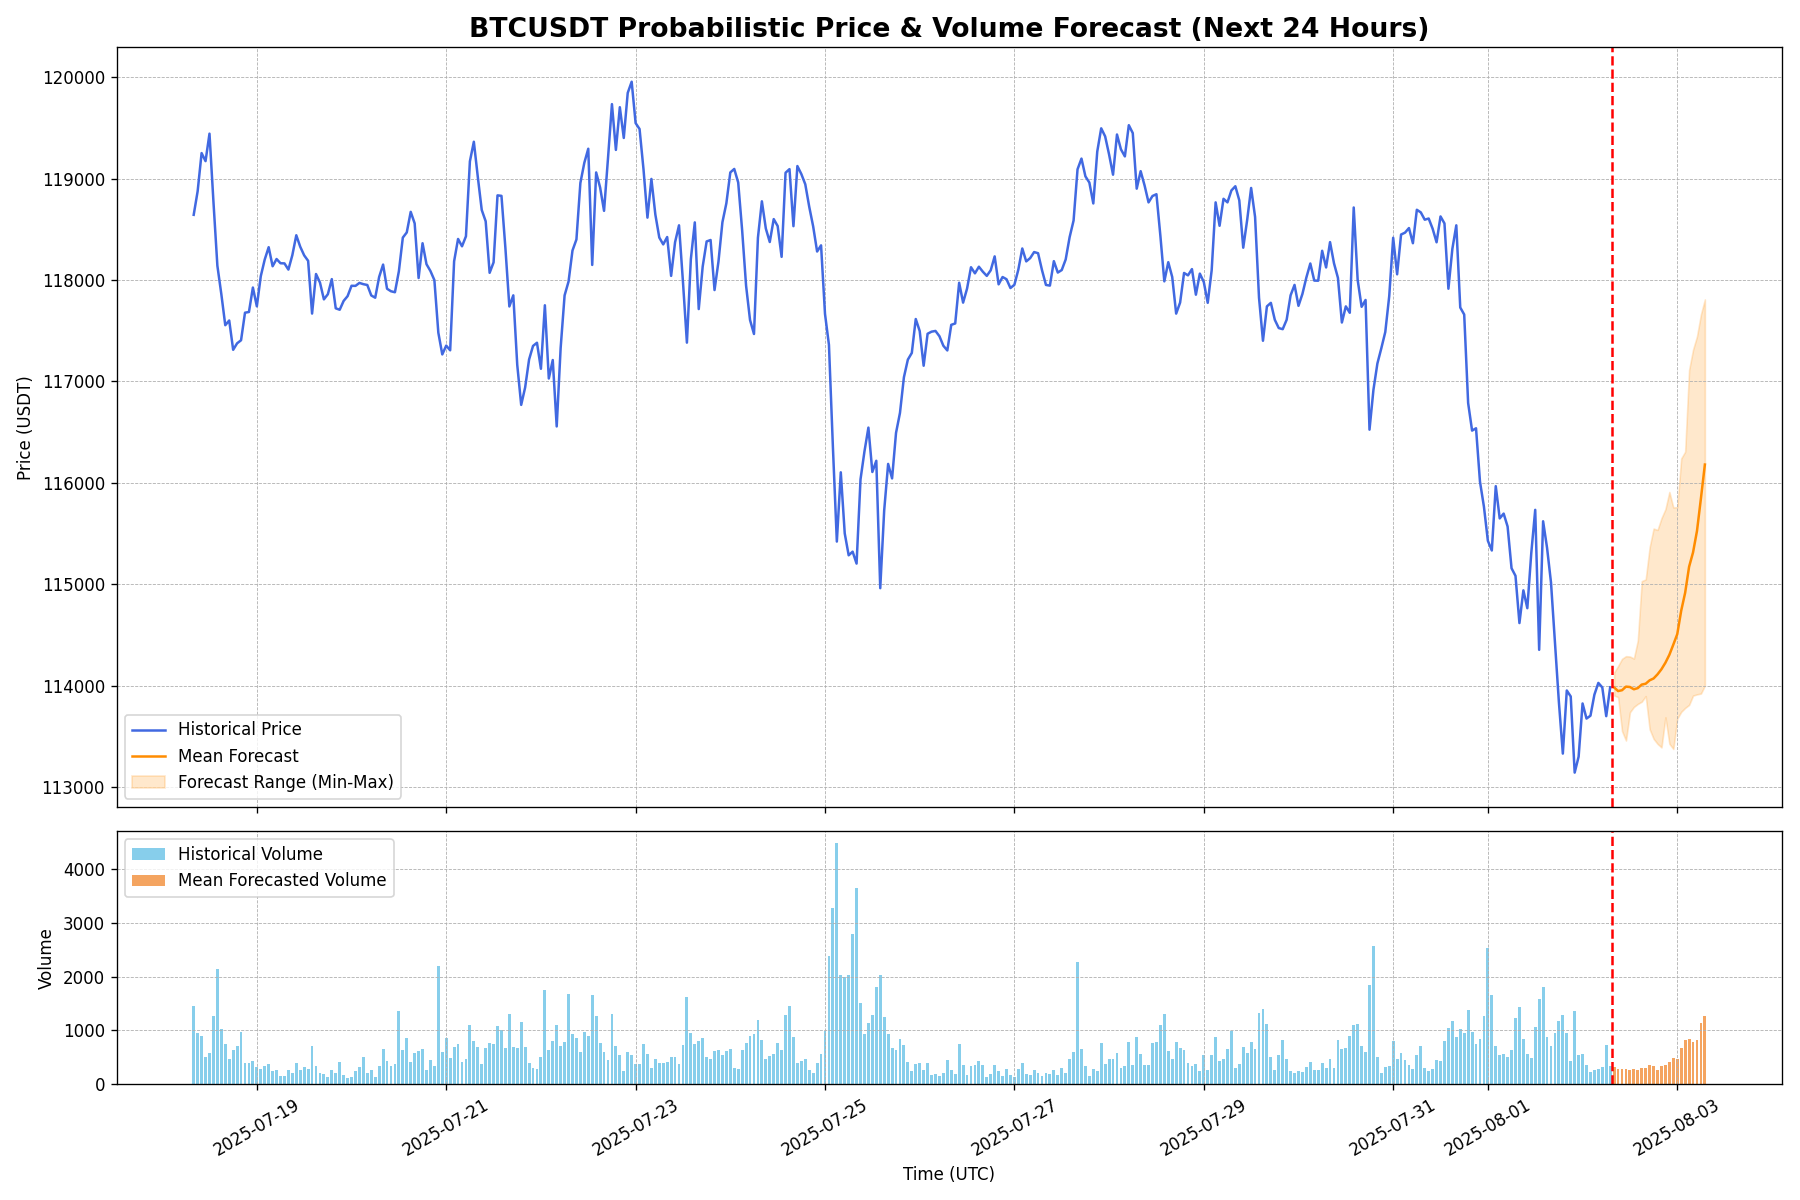 BTCUSDT Probabilistic Price & Volume Forecast (Next 24 Hours)
120000
119000
118000
117000
116000
115000
114000
113000
Price (USDT)
Historical Price
Mean Forecast
Forecast Range (Min-Max)
Historical Volume
Mean Forecasted Volume
4000
3000
2000
1000
0
Volume
2025-07-19
2025-07-21
2025-07-23
2025-07-25
2025-07-27
2025-07-29
2025-07-31
2025-08-01
2025-08-03
Time (UTC)